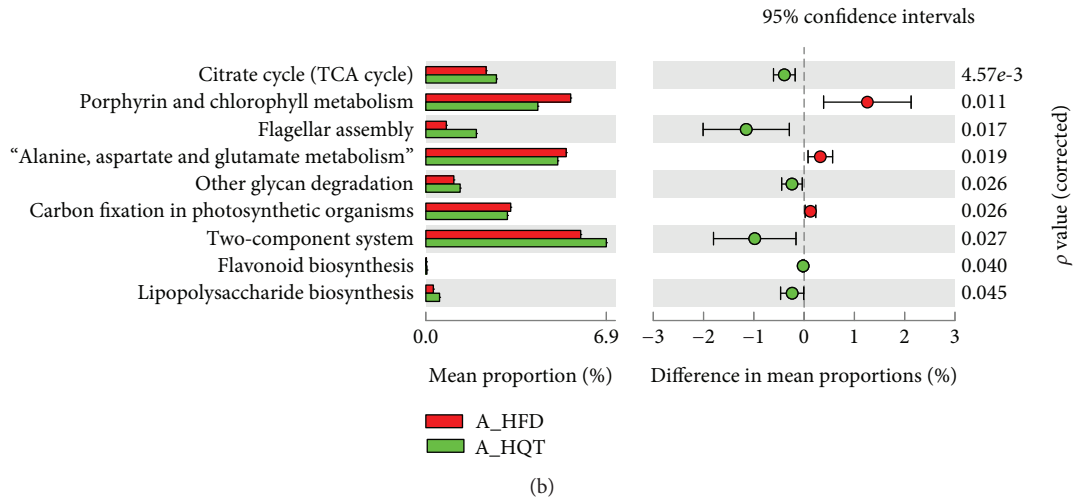 95% confidence intervals
Citrate cycle (TCA cycle) 4.57e-3
Porphyrin and chlorophyll metabolism 0.011
Flagellar assembly 0.017
“Alanine, aspartate and glutamate metabolism” 0.019
Other glycan degradation 0.026
Carbon fixation in photosynthetic organisms 0.026
Two-component system 0.027
Flavonoid biosynthesis 0.040
Lipopolysaccharide biosynthesis 0.045
ρ value (corrected)
0.0 6.9 −3 −2 −1 0 1 2 3
Mean proportion (%) Difference in mean proportions (%)
A_HFD
A_HQT
(b)